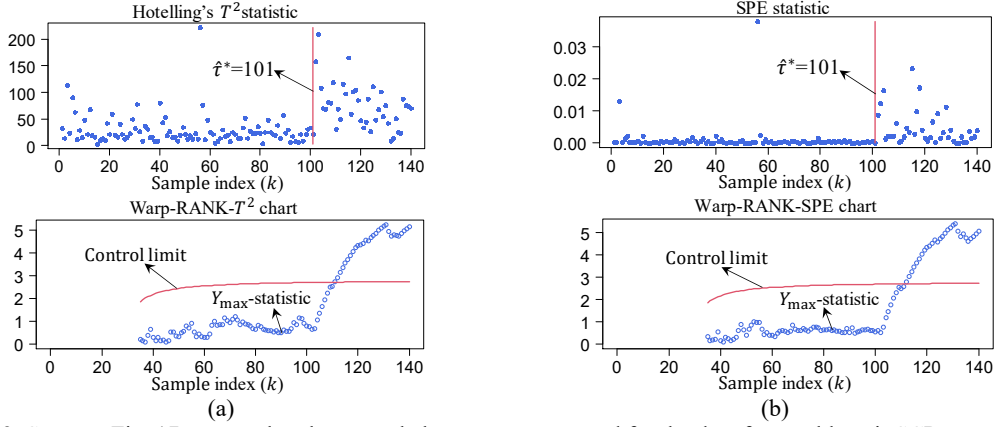 Hotelling's T² statistic
200
150
100
50
0
τ̂*=101
0 20 40 60 80 100 120 140
Sample index (k)
Warp-RANK-T² chart
5
4
3
2
1
0
Control limit
Ymax-statistic
0 20 40 60 80 100 120 140
Sample index (k)
(a)
SPE statistic
0.03
0.02
0.01
0.00
τ̂*=101
0 20 40 60 80 100 120 140
Sample index (k)
Warp-RANK-SPE chart
5
4
3
2
1
0
Control limit
Ymax-statistic
0 20 40 60 80 100 120 140
Sample index (k)
(b)